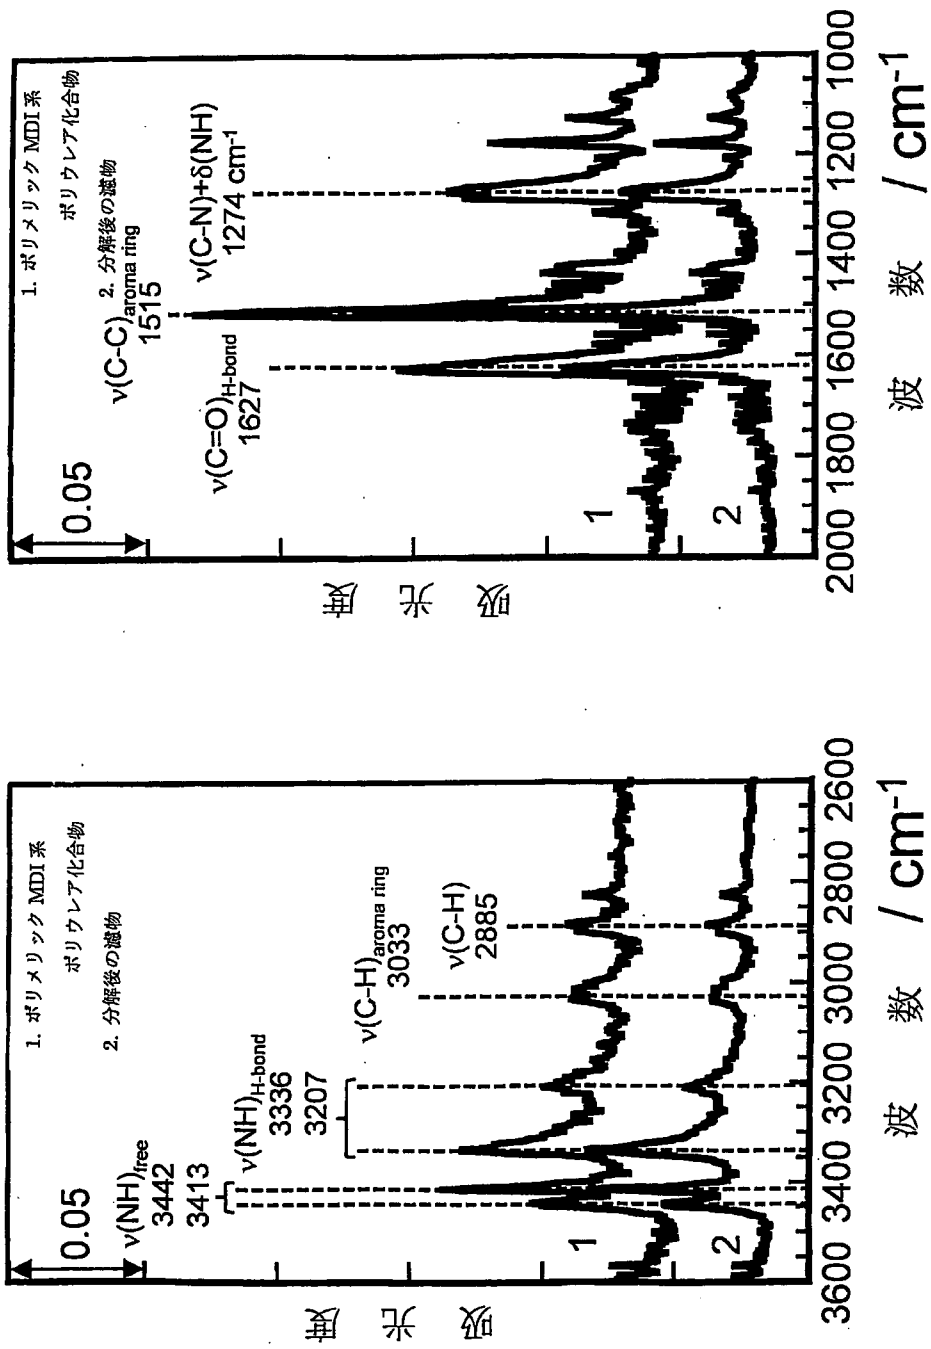 0.05
ν(NH)free
3442
3413
ν(NH)H-bond
3336
3207
ν(C-H)aroma ring
3033
ν(C-H)
2885
1. ポリメリック MDI 系
ポリウレア化合物
2. 分解後の濾物
1
2
吸光度
3600 3400 3200 3000 2800 2600
波 数 / cm-1
0.05
ν(C=O)H-bond
1627
ν(C-C)aroma ring
1515
ν(C-N)+δ(NH)
1274 cm-1
1. ポリメリック MDI 系
ポリウレア化合物
2. 分解後の濾物
1
2
吸光度
2000 1800 1600 1400 1200 1000
波 数 / cm-1